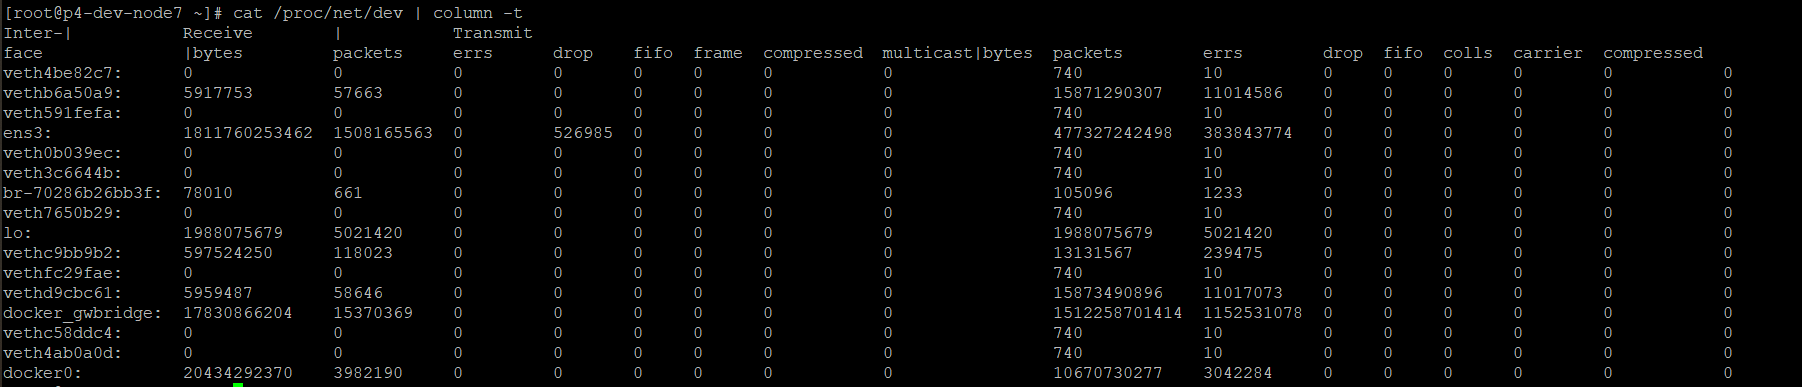 [root@p4-dev-node7 ~]# cat /proc/net/dev | column -t
Inter-| Receive | Transmit
face |bytes packets errs drop fifo frame compressed multicast|bytes packets errs drop fifo colls carrier compressed
veth4be82c7: 0 0 0 0 0 0 0 0 740 10 0 0 0 0 0 0
vethb6a50a9: 5917753 57663 0 0 0 0 0 0 15871290307 11014586 0 0 0 0 0 0
veth591fefa: 0 0 0 0 0 0 0 0 740 10 0 0 0 0 0 0
ens3: 1811760253462 1508165563 0 526985 0 0 0 0 477327242498 383843774 0 0 0 0 0 0
veth0b039ec: 0 0 0 0 0 0 0 0 740 10 0 0 0 0 0 0
veth3c6644b: 0 0 0 0 0 0 0 0 740 10 0 0 0 0 0 0
br-70286b26bb3f: 78010 661 0 0 0 0 0 0 105096 1233 0 0 0 0 0 0
veth7650b29: 0 0 0 0 0 0 0 0 740 10 0 0 0 0 0 0
lo: 1988075679 5021420 0 0 0 0 0 0 1988075679 5021420 0 0 0 0 0 0
vethc9bb9b2: 597524250 118023 0 0 0 0 0 0 13131567 239475 0 0 0 0 0 0
vethfc29fae: 0 0 0 0 0 0 0 0 740 10 0 0 0 0 0 0
vethd9cbc61: 5959487 58646 0 0 0 0 0 0 15873490896 11017073 0 0 0 0 0 0
docker_gwbridge: 17830866204 15370369 0 0 0 0 0 0 1512258701414 1152531078 0 0 0 0 0 0
vethc58ddc4: 0 0 0 0 0 0 0 0 740 10 0 0 0 0 0 0
veth4ab0a0d: 0 0 0 0 0 0 0 0 740 10 0 0 0 0 0 0
docker0: 20434292370 3982190 0 0 0 0 0 0 10670730277 3042284 0 0 0 0 0 0